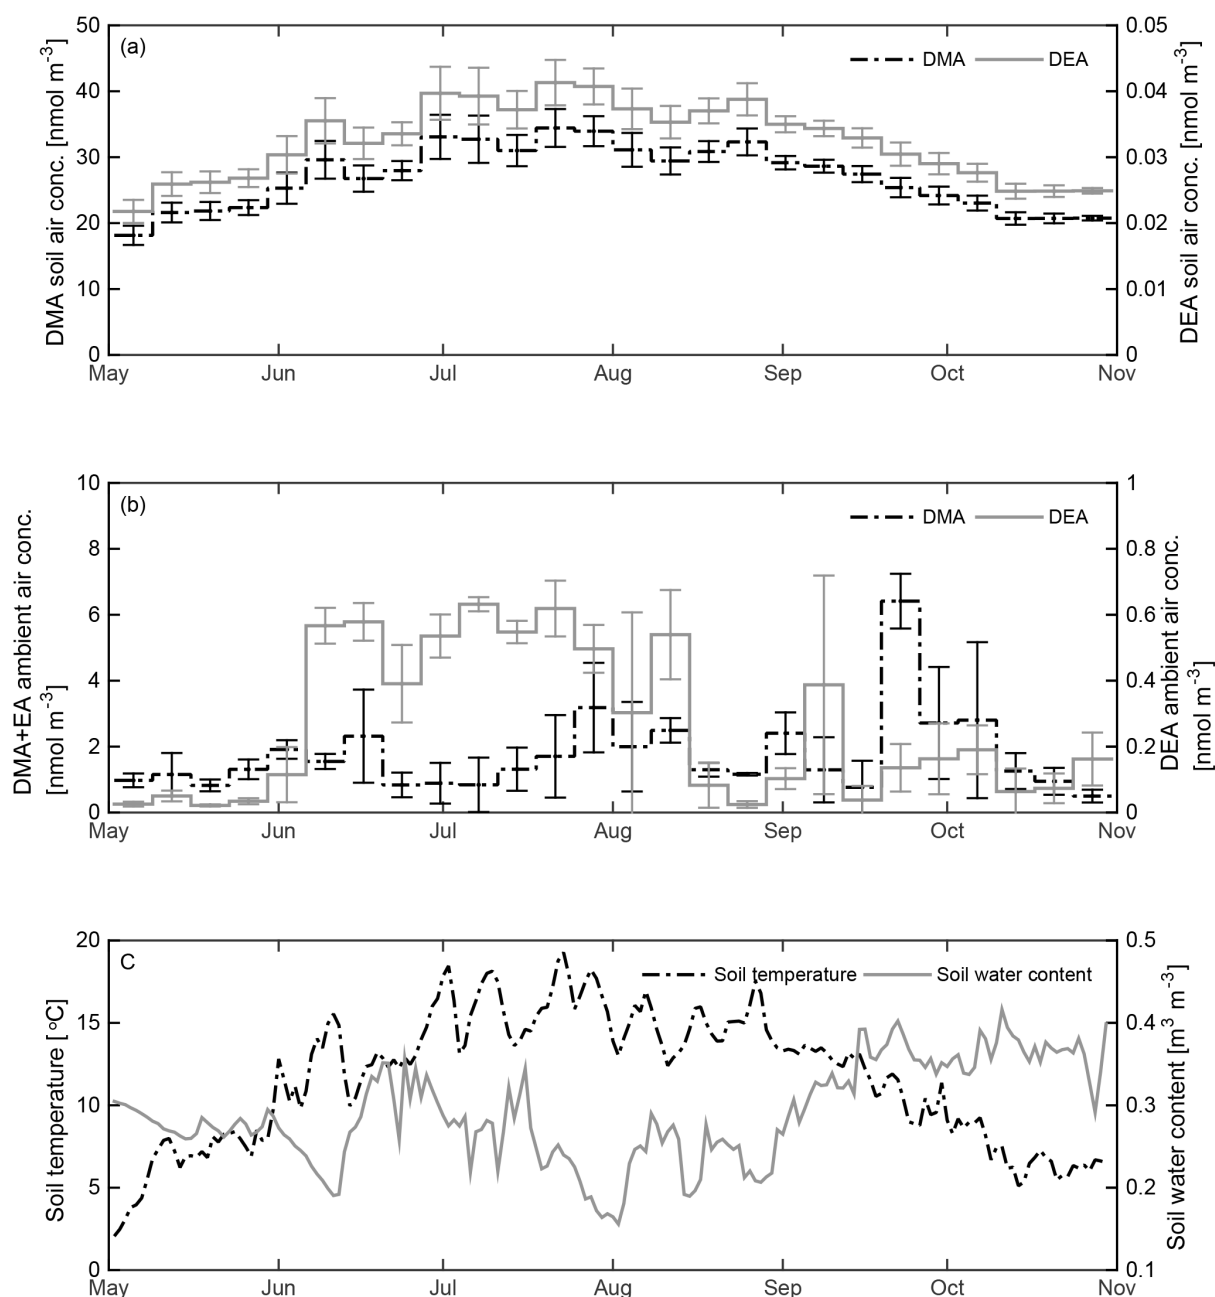 (a)
DMA
DEA
50
40
30
20
10
0
DMA soil air conc. [nmol m⁻³]
0.05
0.04
0.03
0.02
0.01
0
DEA soil air conc. [nmol m⁻³]
May
Jun
Jul
Aug
Sep
Oct
Nov
(b)
DMA
DEA
10
8
6
4
2
0
DMA+EA ambient air conc.
[nmol m⁻³]
1
0.8
0.6
0.4
0.2
0
DEA ambient air conc.
[nmol m⁻³]
May
Jun
Jul
Aug
Sep
Oct
Nov
C
Soil temperature
Soil water content
20
15
10
5
0
Soil temperature [°C]
0.5
0.4
0.3
0.2
0.1
Soil water content [m³ m⁻³]
May
Jun
Jul
Aug
Sep
Oct
Nov